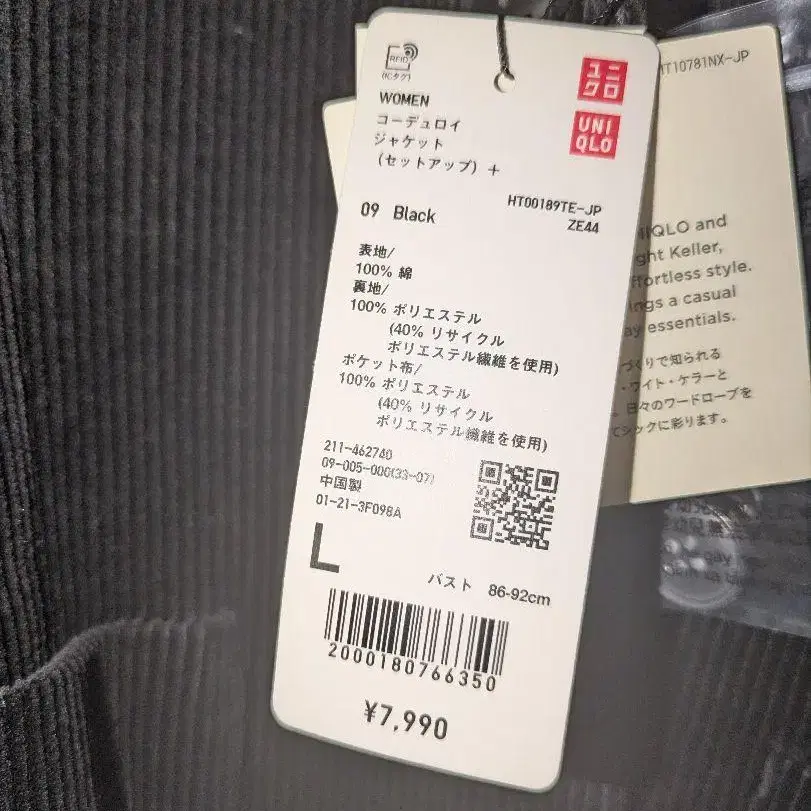 RFID
(ICタグ)
ユニ
クロ
UNI
QLO
WOMEN
コーデュロイ
ジャケット
(セットアップ)+
HT00189TE-JP
ZE44
09 Black
表地/
100% 綿
裏地/
100% ポリエステル
(40% リサイクル
ポリエステル繊維を使用)
ポケット布/
100% ポリエステル
(40% リサイクル
ポリエステル繊維を使用)
211-462740
09-005-000(33-07)
中国製
01-21-3F098A
L
バスト 86-92cm
2000180766350
¥7,990
HT10781NX-JP
UNIQLO and
Keller,
effortless style.
a casual
essentials.
づくりで知られる
・ワイト・ケラーと
日々のワードローブを
シックに彩ります。